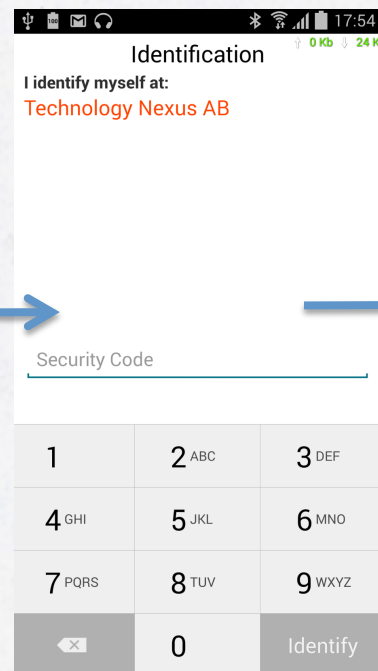 100 17:54
↑ 0 Kb ↓ 24 K
Identification
I identify myself at:
Technology Nexus AB
Security Code
1 2 ABC 3 DEF
4 GHI 5 JKL 6 MNO
7 PQRS 8 TUV 9 WXYZ
0 Identify